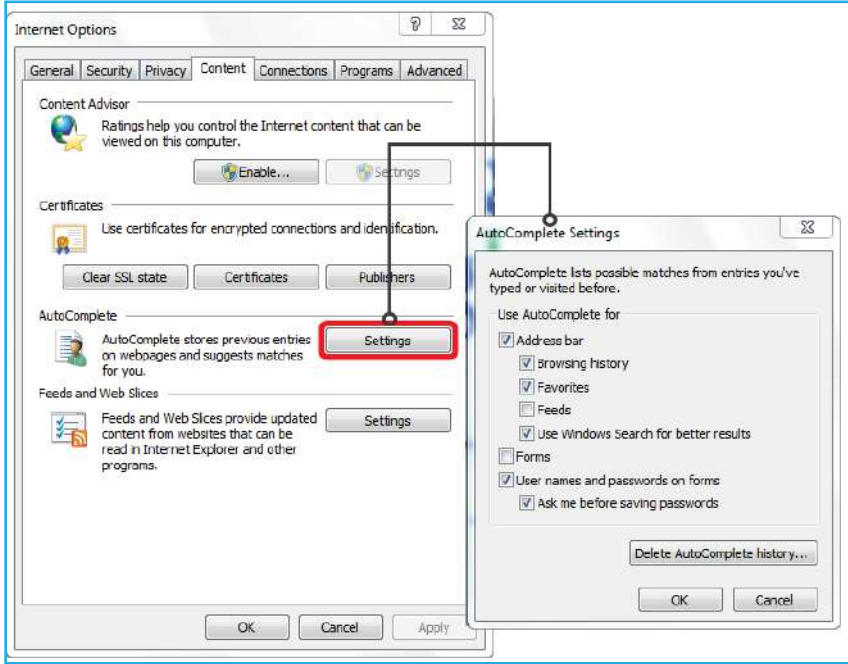 Internet Options
General Security Privacy Content Connections Programs Advanced
Content Advisor
Ratings help you control the Internet content that can be
viewed on this computer.
Enable... Settings
Certificates
Use certificates for encrypted connections and identification.
Clear SSL state Certificates Publishers
AutoComplete
AutoComplete stores previous entries
on webpages and suggests matches
for you.
Settings
Feeds and Web Slices
Feeds and Web Slices provide updated
content from websites that can be
read in Internet Explorer and other
programs.
Settings
OK Cancel Apply
AutoComplete Settings
AutoComplete lists possible matches from entries you've
typed or visited before.
Use AutoComplete for
Address bar
Browsing history
Favorites
Feeds
Use Windows Search for better results
Forms
User names and passwords on forms
Ask me before saving passwords
Delete AutoComplete history...
OK Cancel